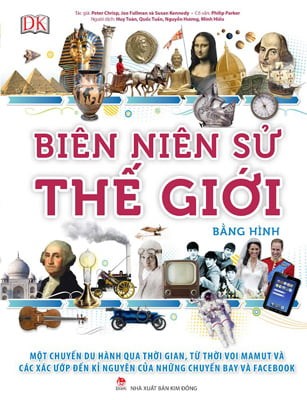 DK
Tác giả: Peter Chrisp, Joe Fullman và Susan Kennedy - Cố vấn: Philip Parker
Người dịch: Huy Toàn, Quốc Tuấn, Nguyễn Hương, Minh Hiếu
BIÊN NIÊN SỬ
THẾ GIỚI
BẰNG HÌNH
MỘT CHUYẾN DU HÀNH QUA THỜI GIAN, TỪ THỜI VOI MAMUT VÀ
CÁC XÁC ƯỚP ĐẾN KỈ NGUYÊN CỦA NHỮNG CHUYẾN BAY VÀ FACEBOOK
NHÀ XUẤT BẢN KIM ĐỒNG